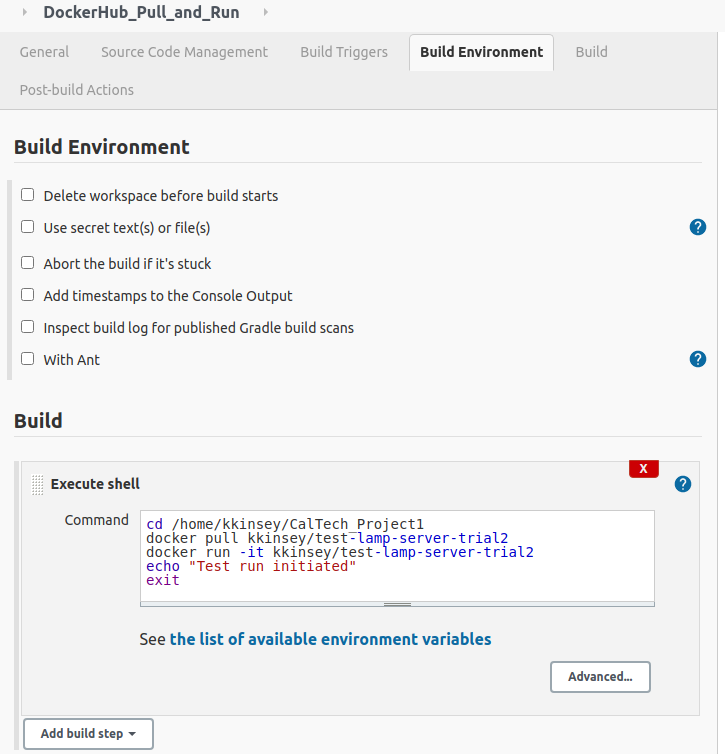 DockerHub_Pull_and_Run
General Source Code Management Build Triggers Build Environment Build
Post-build Actions
Build Environment
Delete workspace before build starts
Use secret text(s) or file(s) ?
Abort the build if it's stuck
Add timestamps to the Console Output
Inspect build log for published Gradle build scans
With Ant ?
Build
X
Execute shell ?
Command
cd /home/kkinsey/CalTech_Project1
docker pull kkinsey/test-lamp-server-trial2
docker run -it kkinsey/test-lamp-server-trial2
echo "Test run initiated"
exit
See the list of available environment variables
Advanced...
Add build step